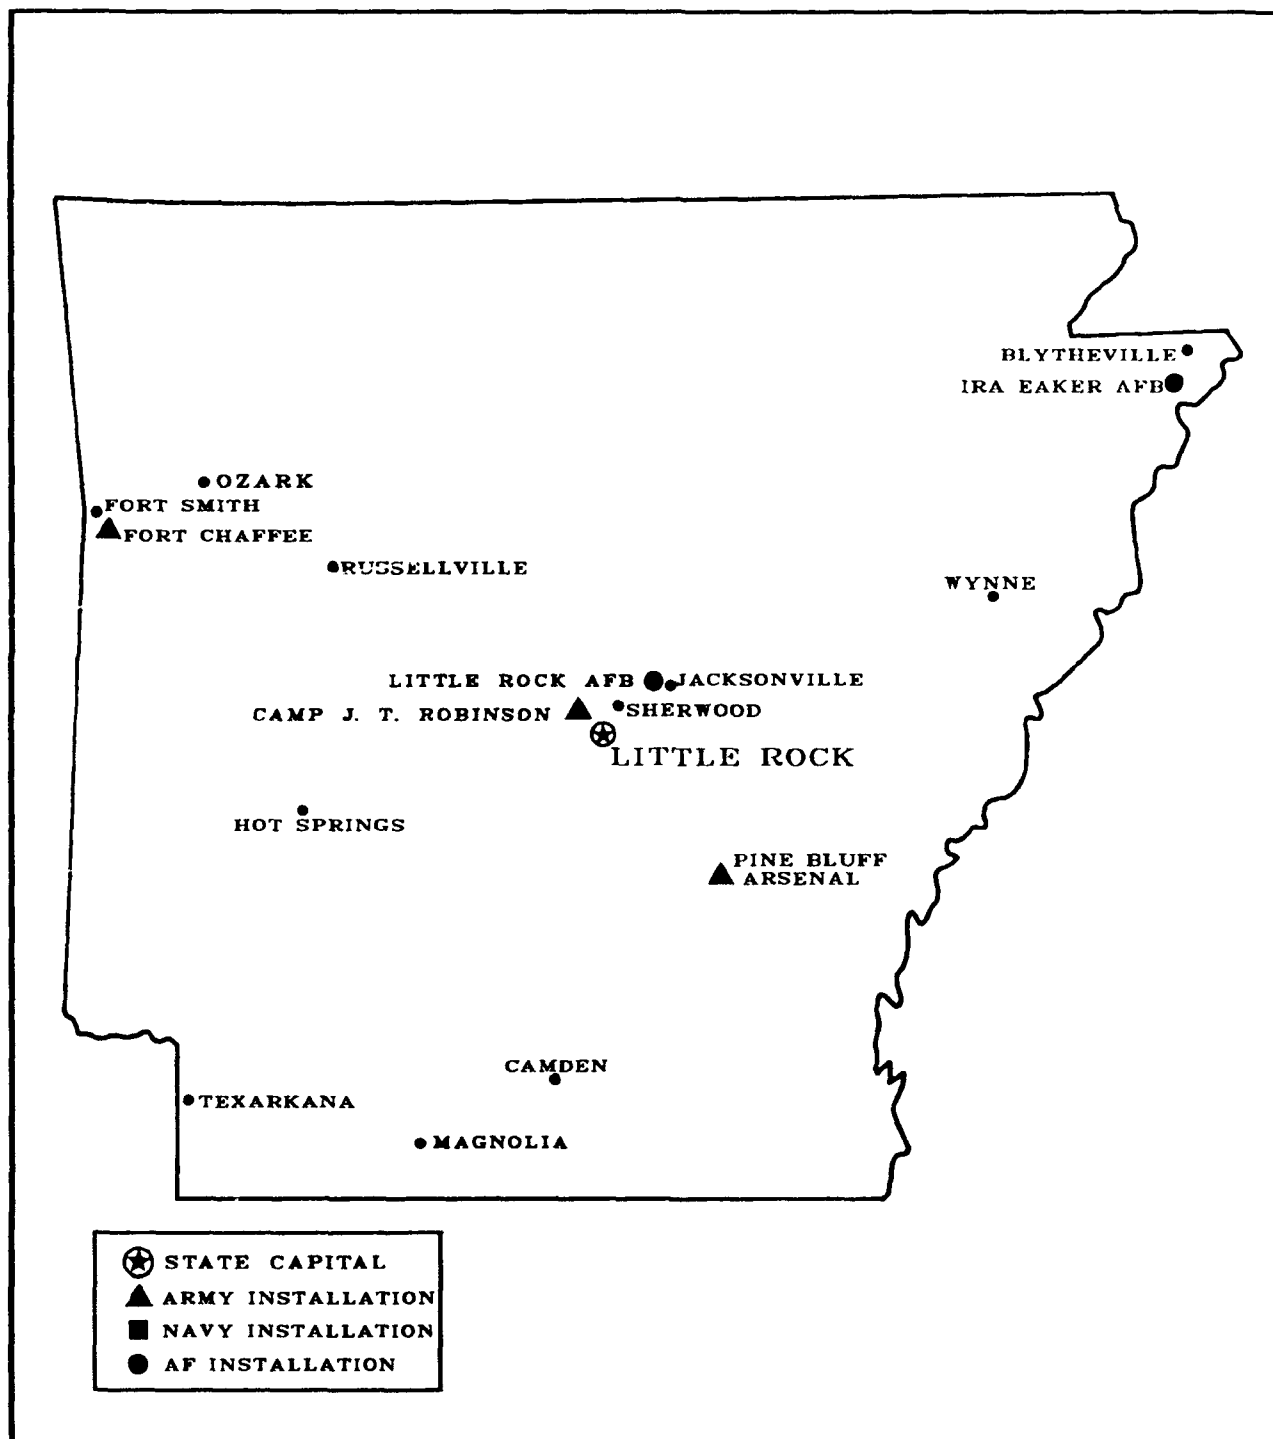 BLYTHEVILLE
IRA EAKER AFB
OZARK
FORT SMITH
FORT CHAFFEE
RUSSELLVILLE
WYNNE
LITTLE ROCK AFB
JACKSONVILLE
CAMP J. T. ROBINSON
SHERWOOD
LITTLE ROCK
HOT SPRINGS
PINE BLUFF
ARSENAL
CAMDEN
TEXARKANA
MAGNOLIA
STATE CAPITAL
ARMY INSTALLATION
NAVY INSTALLATION
AF INSTALLATION